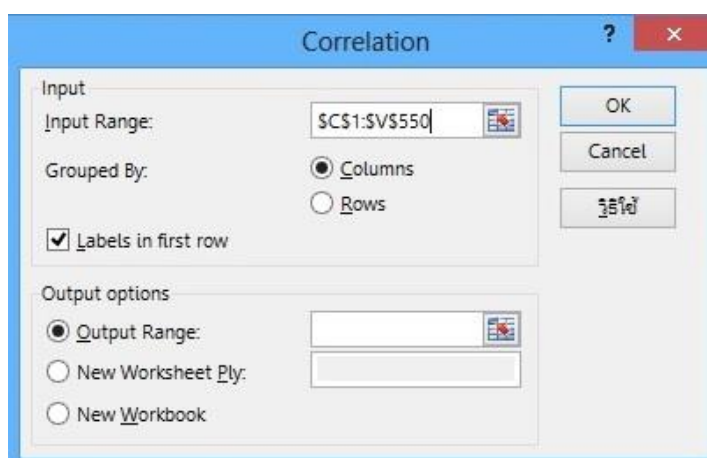 Correlation
?
×
Input
Input Range:
$C$1:$V$550
OK
Grouped By:
Columns
Cancel
Rows
วิธีใช้
Labels in first row
Output options
Output Range:
New Worksheet Ply:
New Workbook